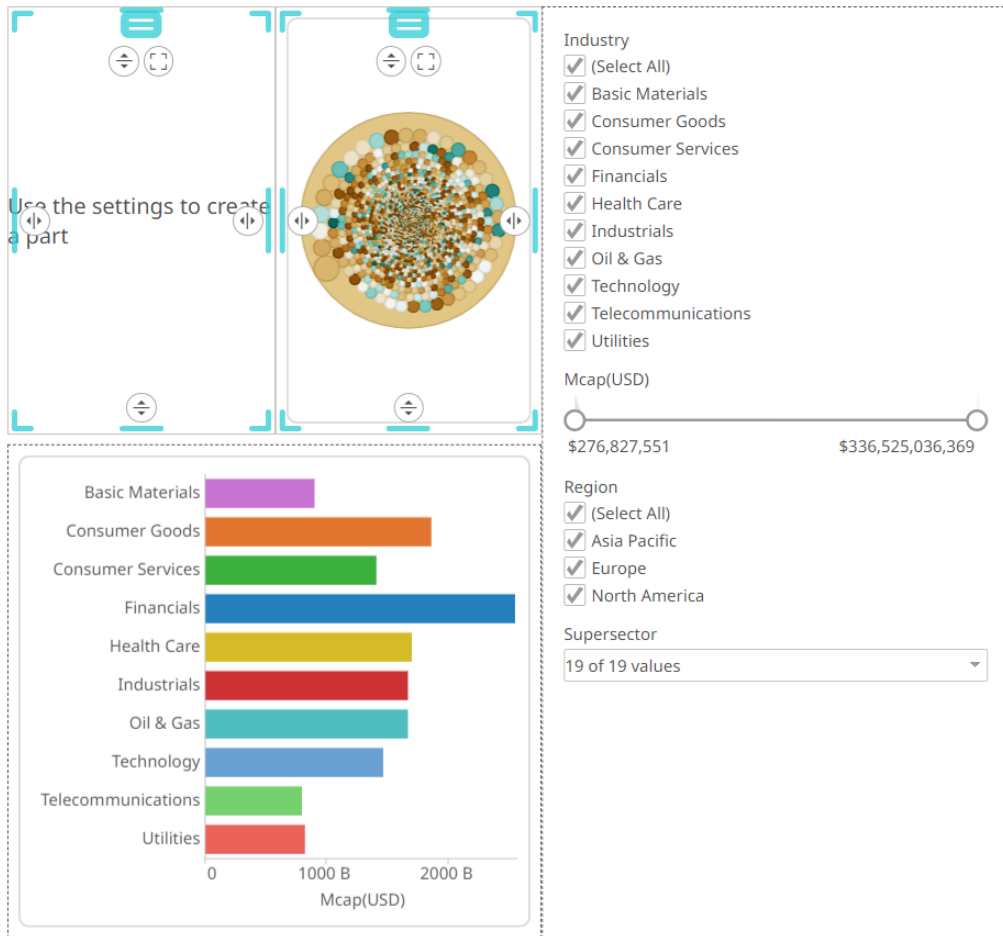 Use the settings to create
a part
Industry
(Select All)
Basic Materials
Consumer Goods
Consumer Services
Financials
Health Care
Industrials
Oil & Gas
Technology
Telecommunications
Utilities
Mcap(USD)
$276,827,551 $336,525,036,369
Region
(Select All)
Asia Pacific
Europe
North America
Supersector
19 of 19 values
Basic Materials
Consumer Goods
Consumer Services
Financials
Health Care
Industrials
Oil & Gas
Technology
Telecommunications
Utilities
0 1000 B 2000 B
Mcap(USD)